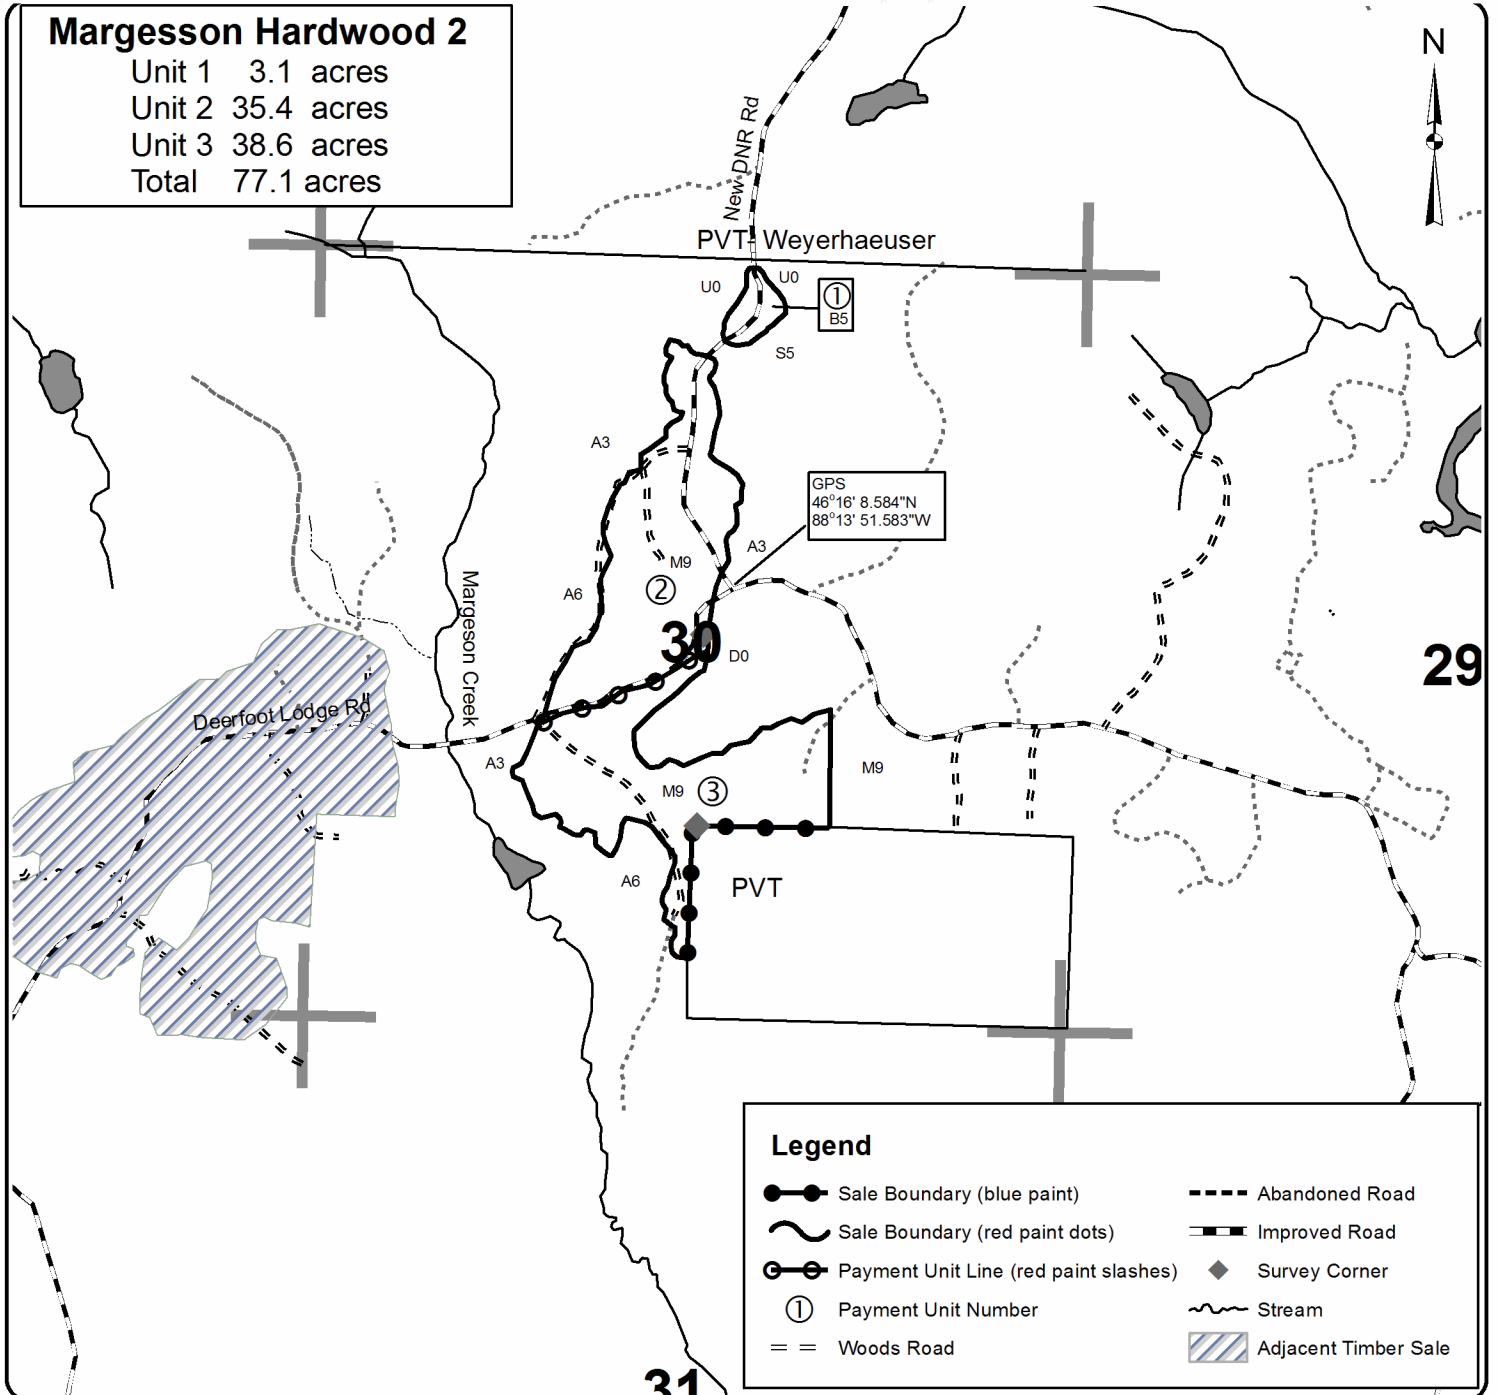 Margesson Hardwood 2
Unit 1 3.1 acres
Unit 2 35.4 acres
Unit 3 38.6 acres
Total 77.1 acres
N
New DNR Rd
PVT- Weyerhaeuser
U0
U0
①
B5
S5
A3
GPS
46°16' 8.584"N
88°13' 51.583"W
A3
M9
②
A6
Margeson Creek
30
D0
29
Deerfoot Lodge Rd
A3
M9
M9
③
A6
PVT
Legend
Sale Boundary (blue paint)
Sale Boundary (red paint dots)
Payment Unit Line (red paint slashes)
① Payment Unit Number
Woods Road
Abandoned Road
Improved Road
Survey Corner
Stream
Adjacent Timber Sale
31